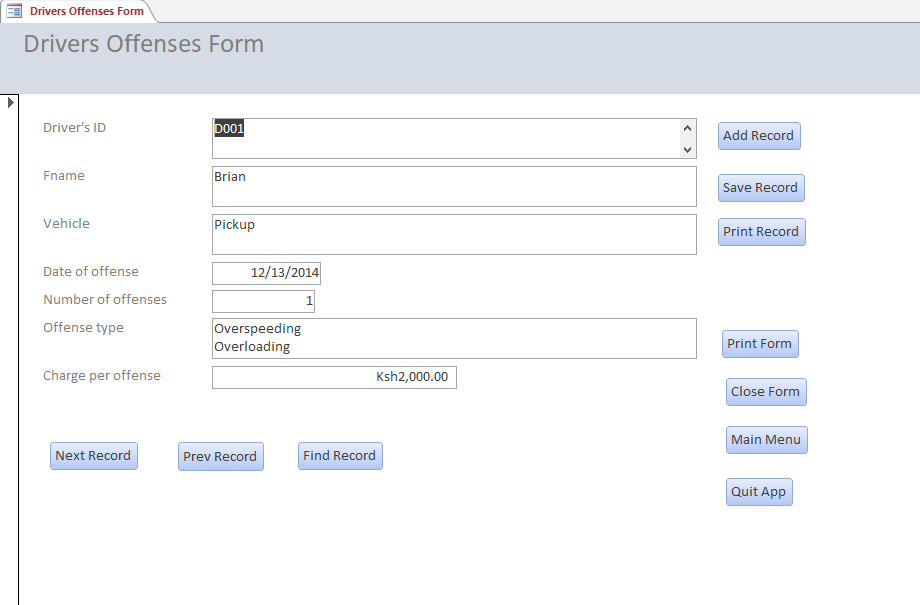 Drivers Offenses Form
Drivers Offenses Form
Driver's ID
D001
Add Record
Fname
Brian
Save Record
Vehicle
Pickup
Print Record
Date of offense
12/13/2014
Number of offenses
1
Offense type
Overspeeding
Overloading
Print Form
Charge per offense
Ksh2,000.00
Close Form
Main Menu
Next Record
Prev Record
Find Record
Quit App